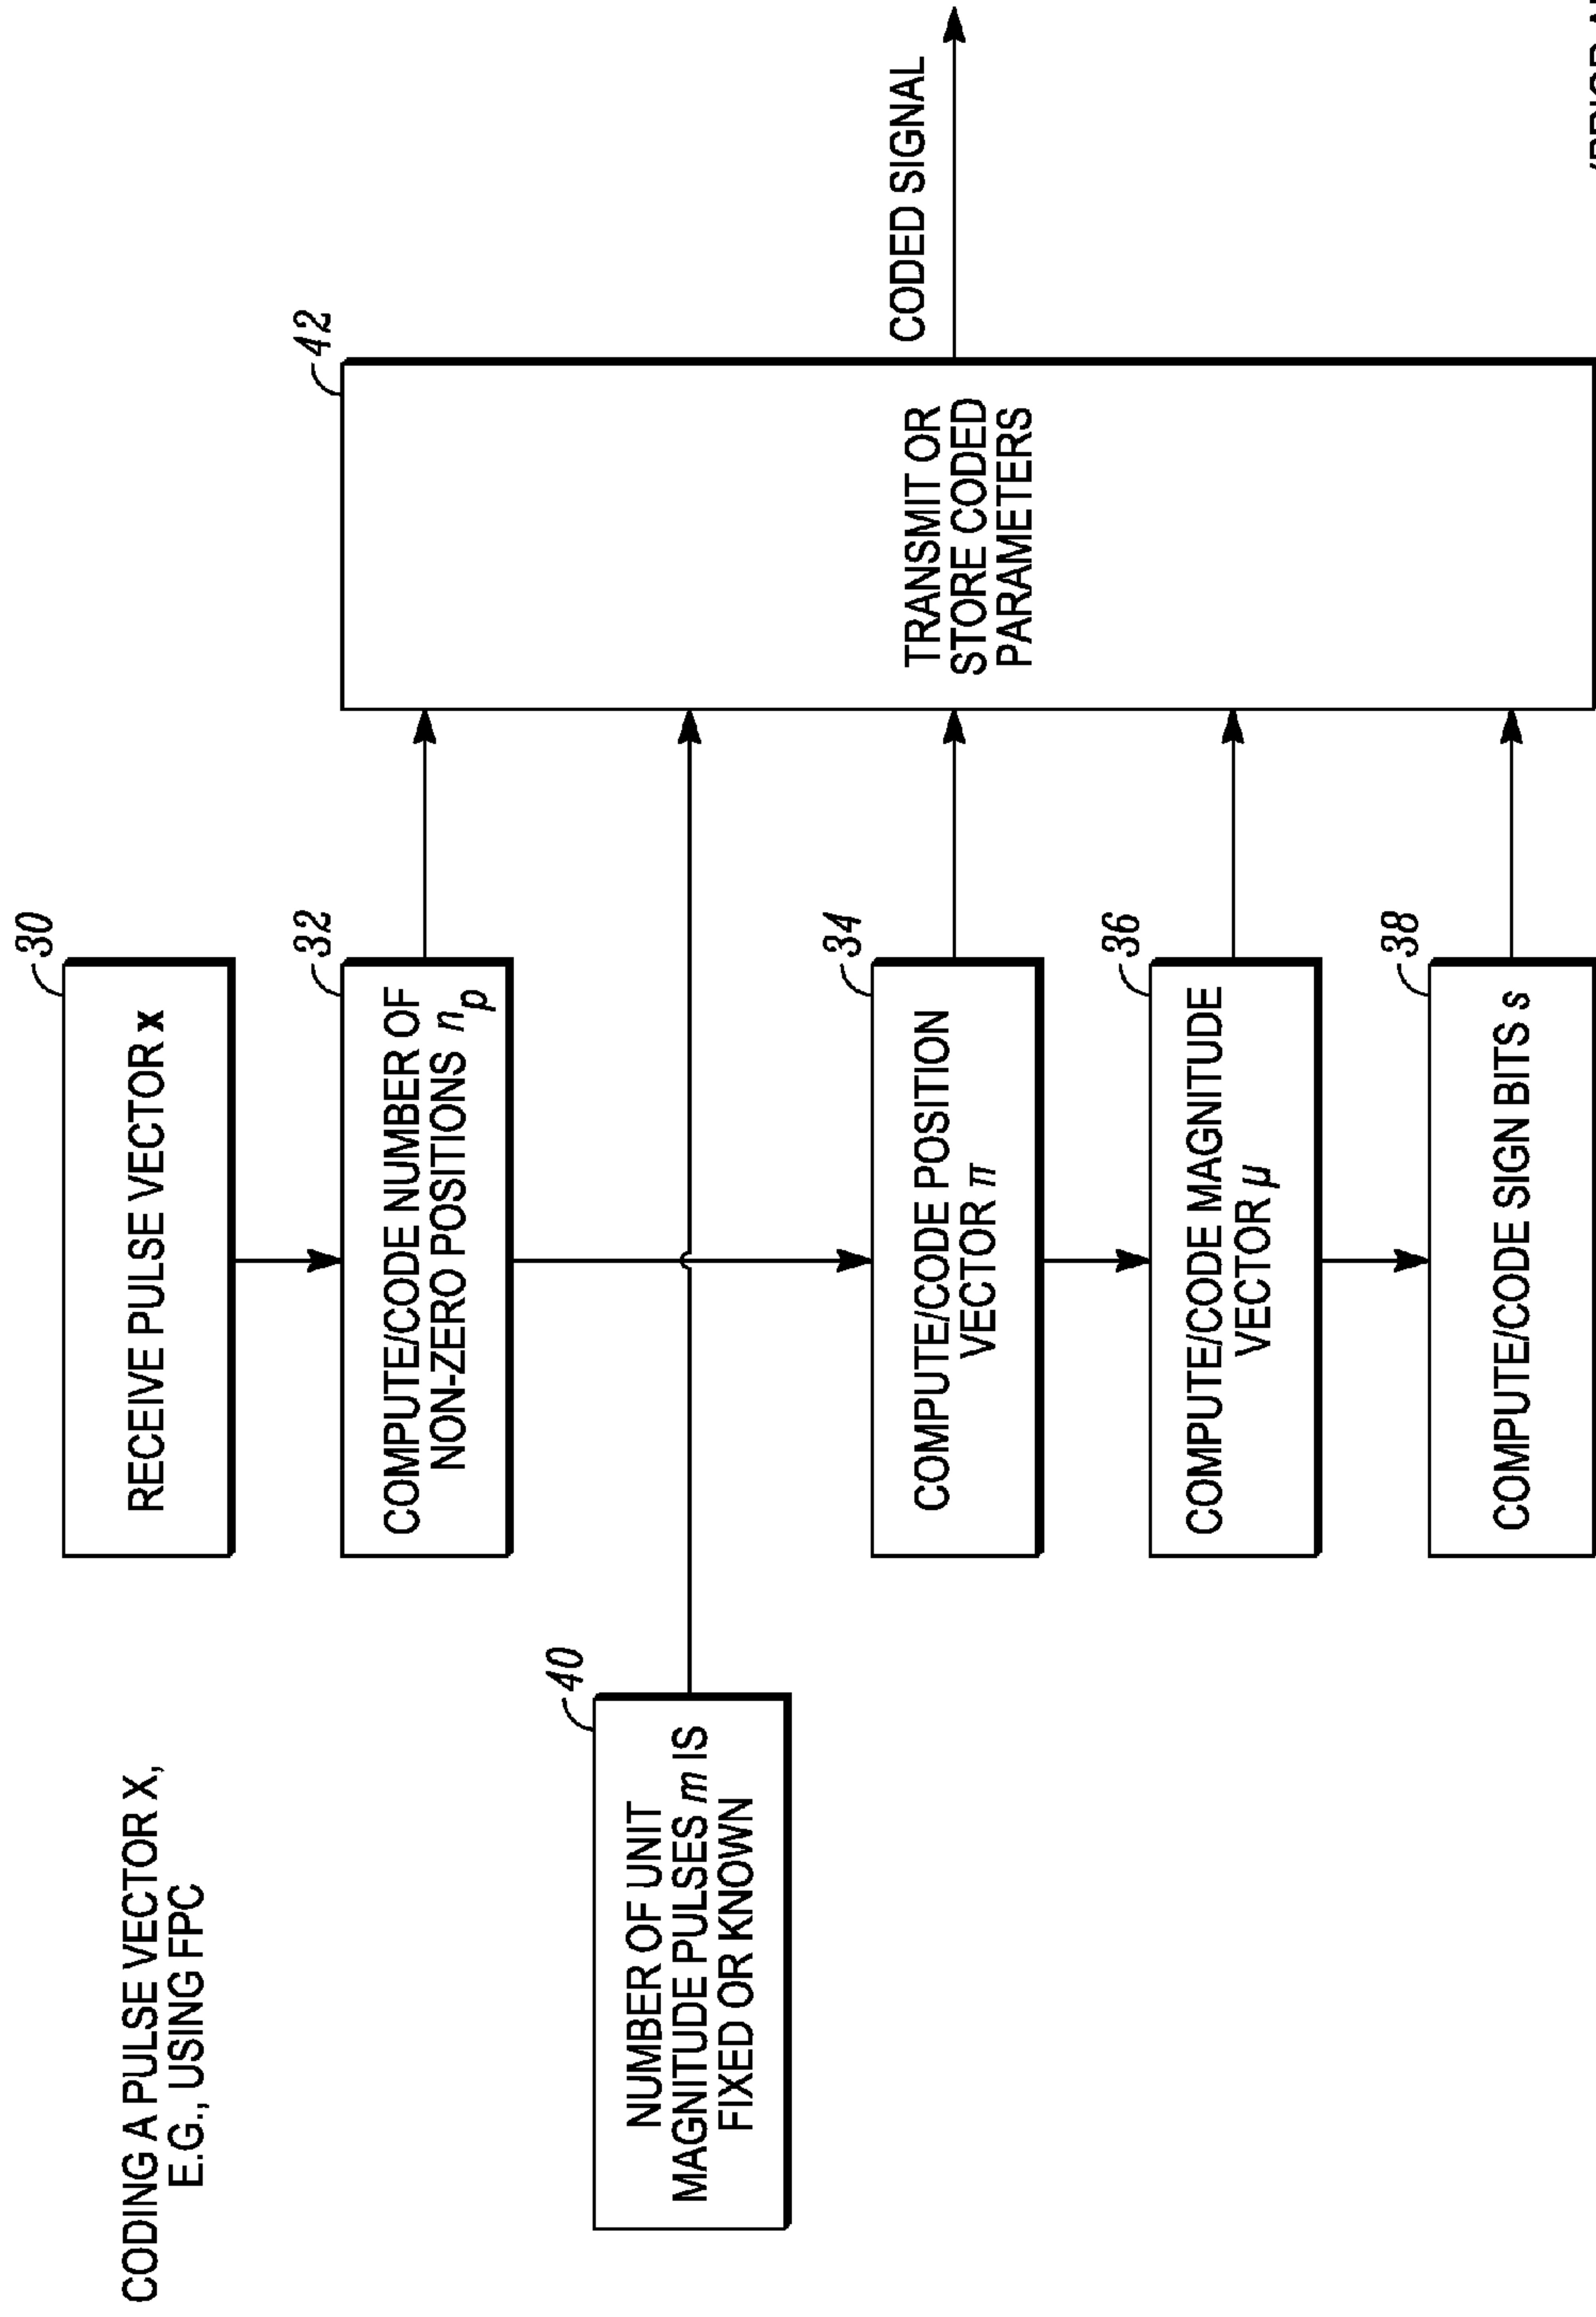 CODING A PULSE VECTOR X,
E.G., USING FPC
30
RECEIVE PULSE VECTOR x
32
COMPUTE/CODE NUMBER OF
NON-ZERO POSITIONS np
42
TRANSMIT OR
STORE CODED
PARAMETERS
CODED SIGNAL
40
NUMBER OF UNIT
MAGNITUDE PULSES m IS
FIXED OR KNOWN
34
COMPUTE/CODE POSITION
VECTOR π
36
COMPUTE/CODE MAGNITUDE
VECTOR μ
38
COMPUTE/CODE SIGN BITS s